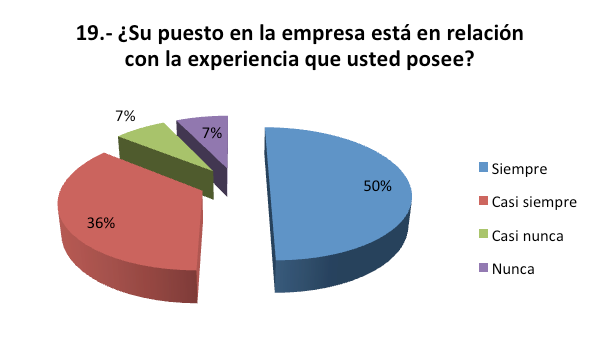 19.- ¿Su puesto en la empresa está en relación
con la experiencia que usted posee?
7%
7%
50%
36%
Siempre
Casi siempre
Casi nunca
Nunca